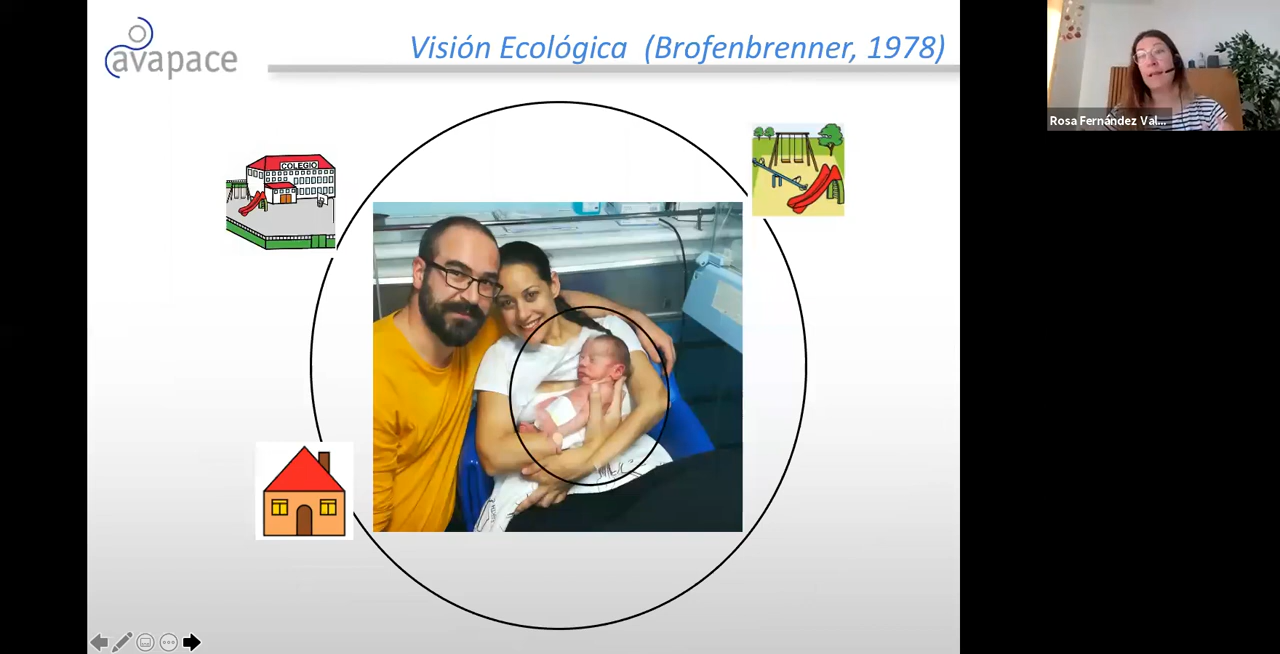 avapace
Visión Ecológica (Brofenbrenner, 1978)
Rosa Fernández Val...
COLEGIO